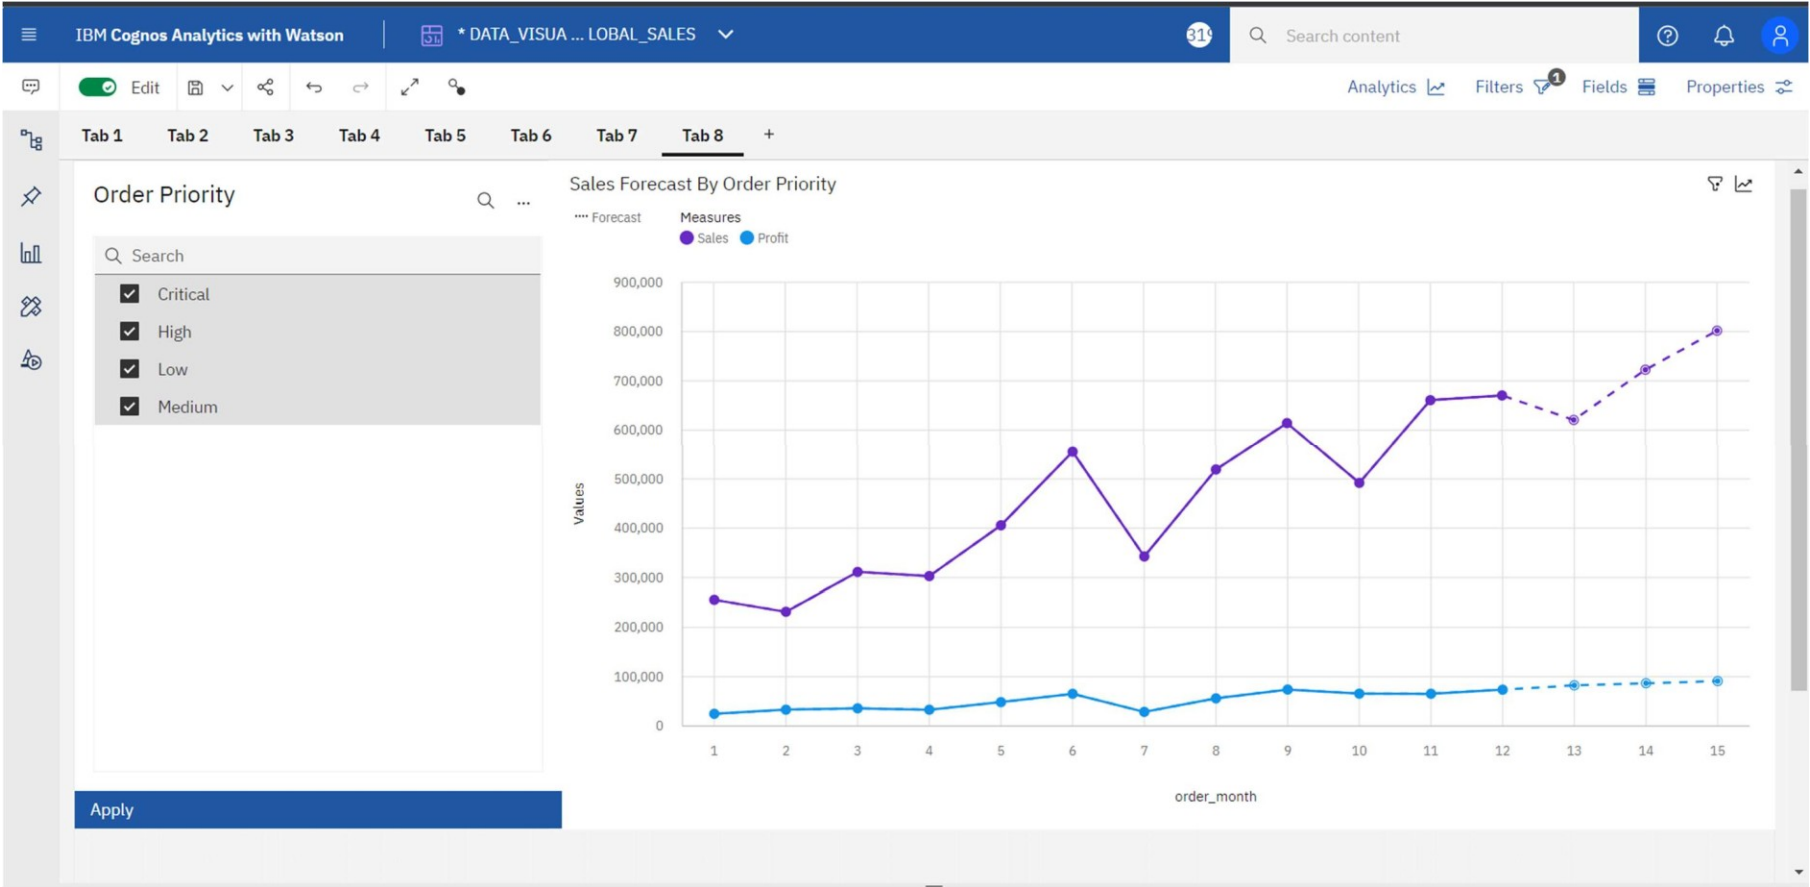 IBM Cognos Analytics with Watson
* DATA_VISUA ... LOBAL_SALES
Search content
Edit
Analytics
Filters
1
Fields
Properties
Tab 1 Tab 2 Tab 3 Tab 4 Tab 5 Tab 6 Tab 7 Tab 8 +
Order Priority
...
Search
Critical
High
Low
Medium
Apply
Sales Forecast By Order Priority
Forecast
Measures
Sales Profit
Values
900,000
800,000
700,000
600,000
500,000
400,000
300,000
200,000
100,000
0
1 2 3 4 5 6 7 8 9 10 11 12 13 14 15
order_month